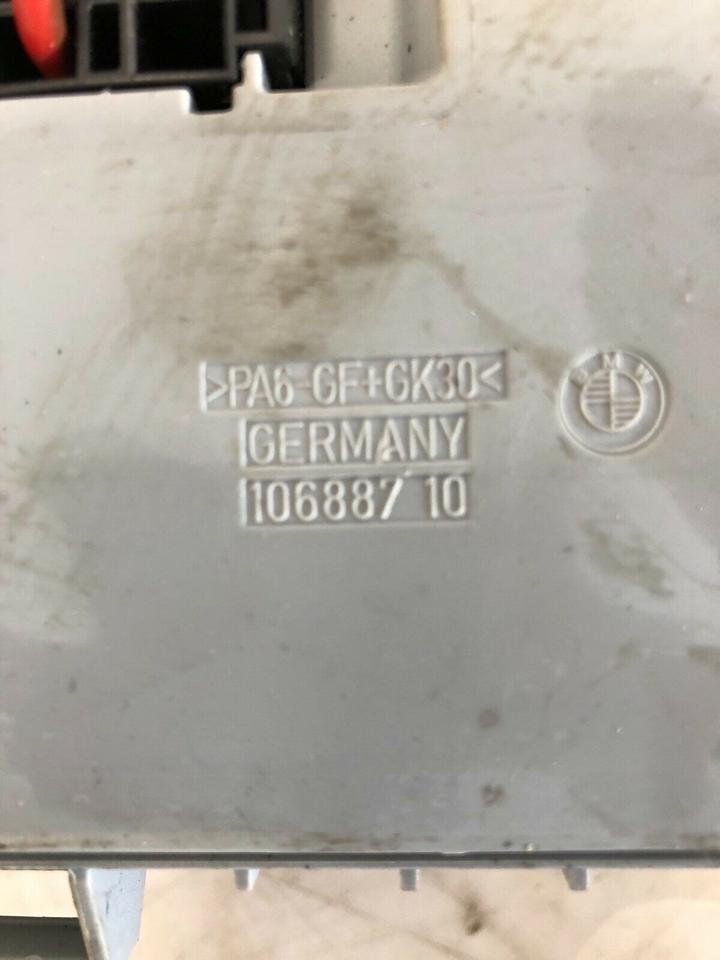 >PA6-GF+GK30<
BMW
GERMANY
106887 10